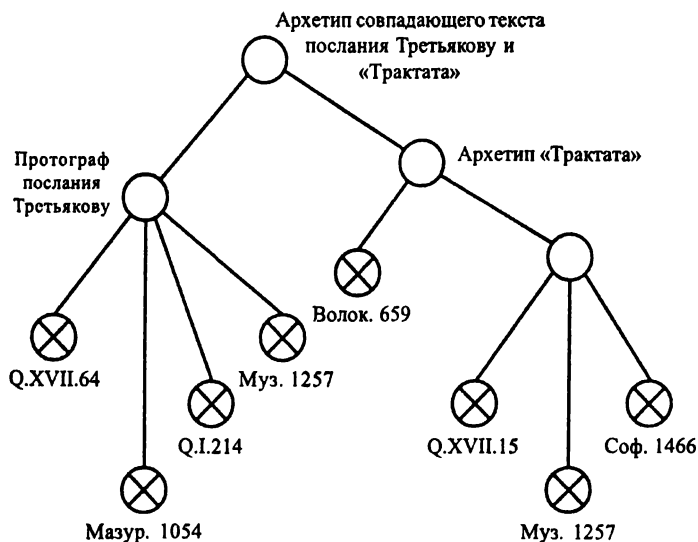 Архетип совпадающего текста
послания Третьякову и
«Трактата»
Протограф
послания
Третьякову
Архетип «Трактата»
Волок. 659
Q.XVII.64
Муз. 1257
Q.I.214
Мазур. 1054
Q.XVII.15
Соф. 1466
Муз. 1257